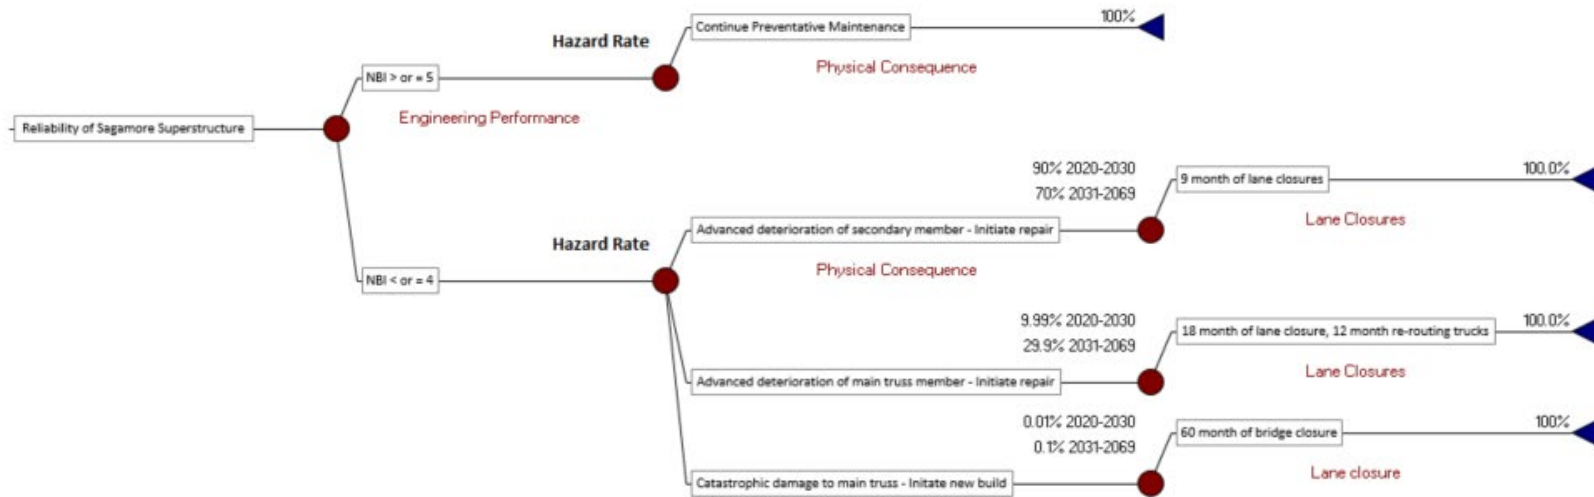 100%
Continue Preventative Maintenance
Hazard Rate
Physical Consequence
NBI > or = 5
Engineering Performance
Reliability of Sagamore Superstructure
90% 2020-2030
70% 2031-2069
9 month of lane closures
100.0%
Lane Closures
Advanced deterioration of secondary member - Initiate repair
Hazard Rate
Physical Consequence
NBI < or = 4
9.99% 2020-2030
29.9% 2031-2069
18 month of lane closure, 12 month re-routing trucks
100.0%
Lane Closures
Advanced deterioration of main truss member - Initiate repair
0.01% 2020-2030
0.1% 2031-2069
60 month of bridge closure
100%
Lane closure
Catastrophic damage to main truss - Initate new build